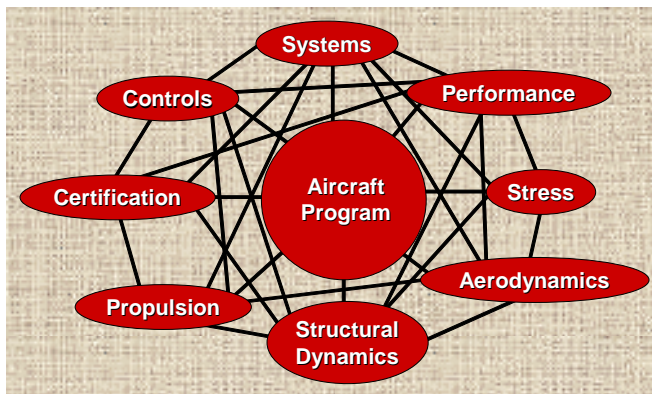 Systems
Controls
Performance
Aircraft
Program
Certification
Stress
Propulsion
Aerodynamics
Structural
Dynamics